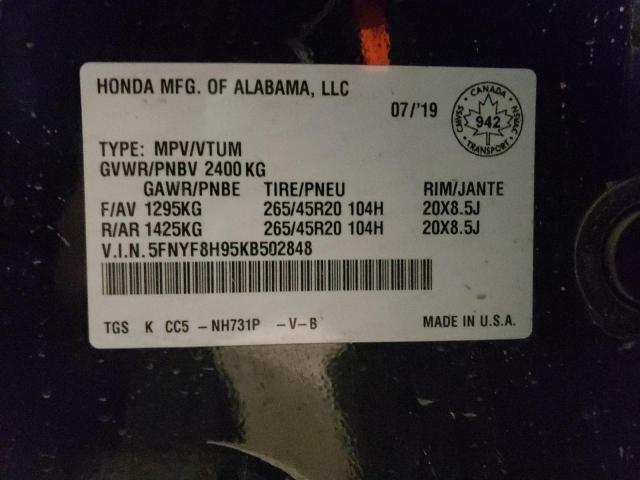 HONDA MFG. OF ALABAMA, LLC
07/'19
CANADA
CMVSS
942
NSVAC
TRANSPORT
TYPE: MPV/VTUM
GVWR/PNBV 2400 KG
GAWR/PNBE TIRE/PNEU RIM/JANTE
F/AV 1295KG 265/45R20 104H 20X8.5J
R/AR 1425KG 265/45R20 104H 20X8.5J
V.I.N. 5FNYF8H95KB502848
TGS K CC5 -NH731P -V-B MADE IN U.S.A.